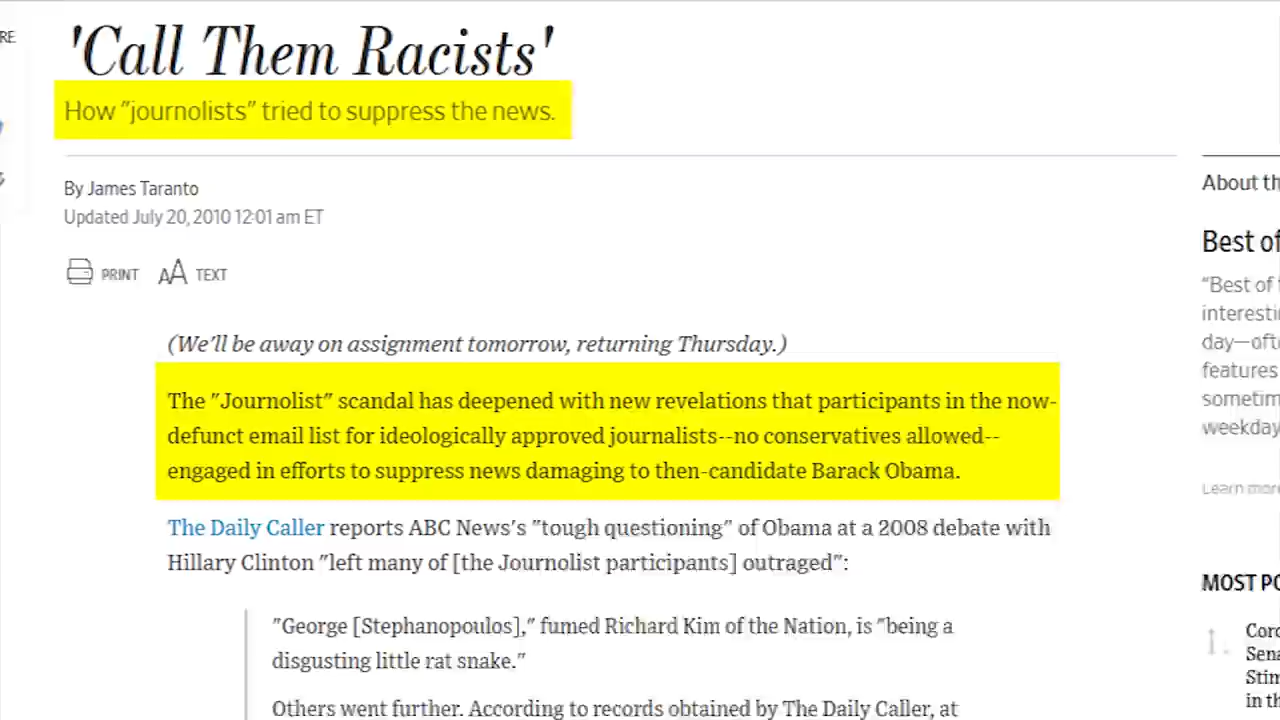 RE
'Call Them Racists'
How "journolists" tried to suppress the news.
By James Taranto
Updated July 20, 2010 12:01 am ET
PRINT AA TEXT
(We'll be away on assignment tomorrow, returning Thursday.)
The "Journolist" scandal has deepened with new revelations that participants in the now-
defunct email list for ideologically approved journalists--no conservatives allowed--
engaged in efforts to suppress news damaging to then-candidate Barack Obama.
The Daily Caller reports ABC News's "tough questioning" of Obama at a 2008 debate with
Hillary Clinton "left many of [the Journolist participants] outraged":
"George [Stephanopoulos]," fumed Richard Kim of the Nation, is "being a
disgusting little rat snake."
Others went further. According to records obtained by The Daily Caller, at
About th
Best of
"Best of
interesti
day—oft
features
sometim
weekday
Learn more
MOST PO
1. Coro
Sena
Stim
in th